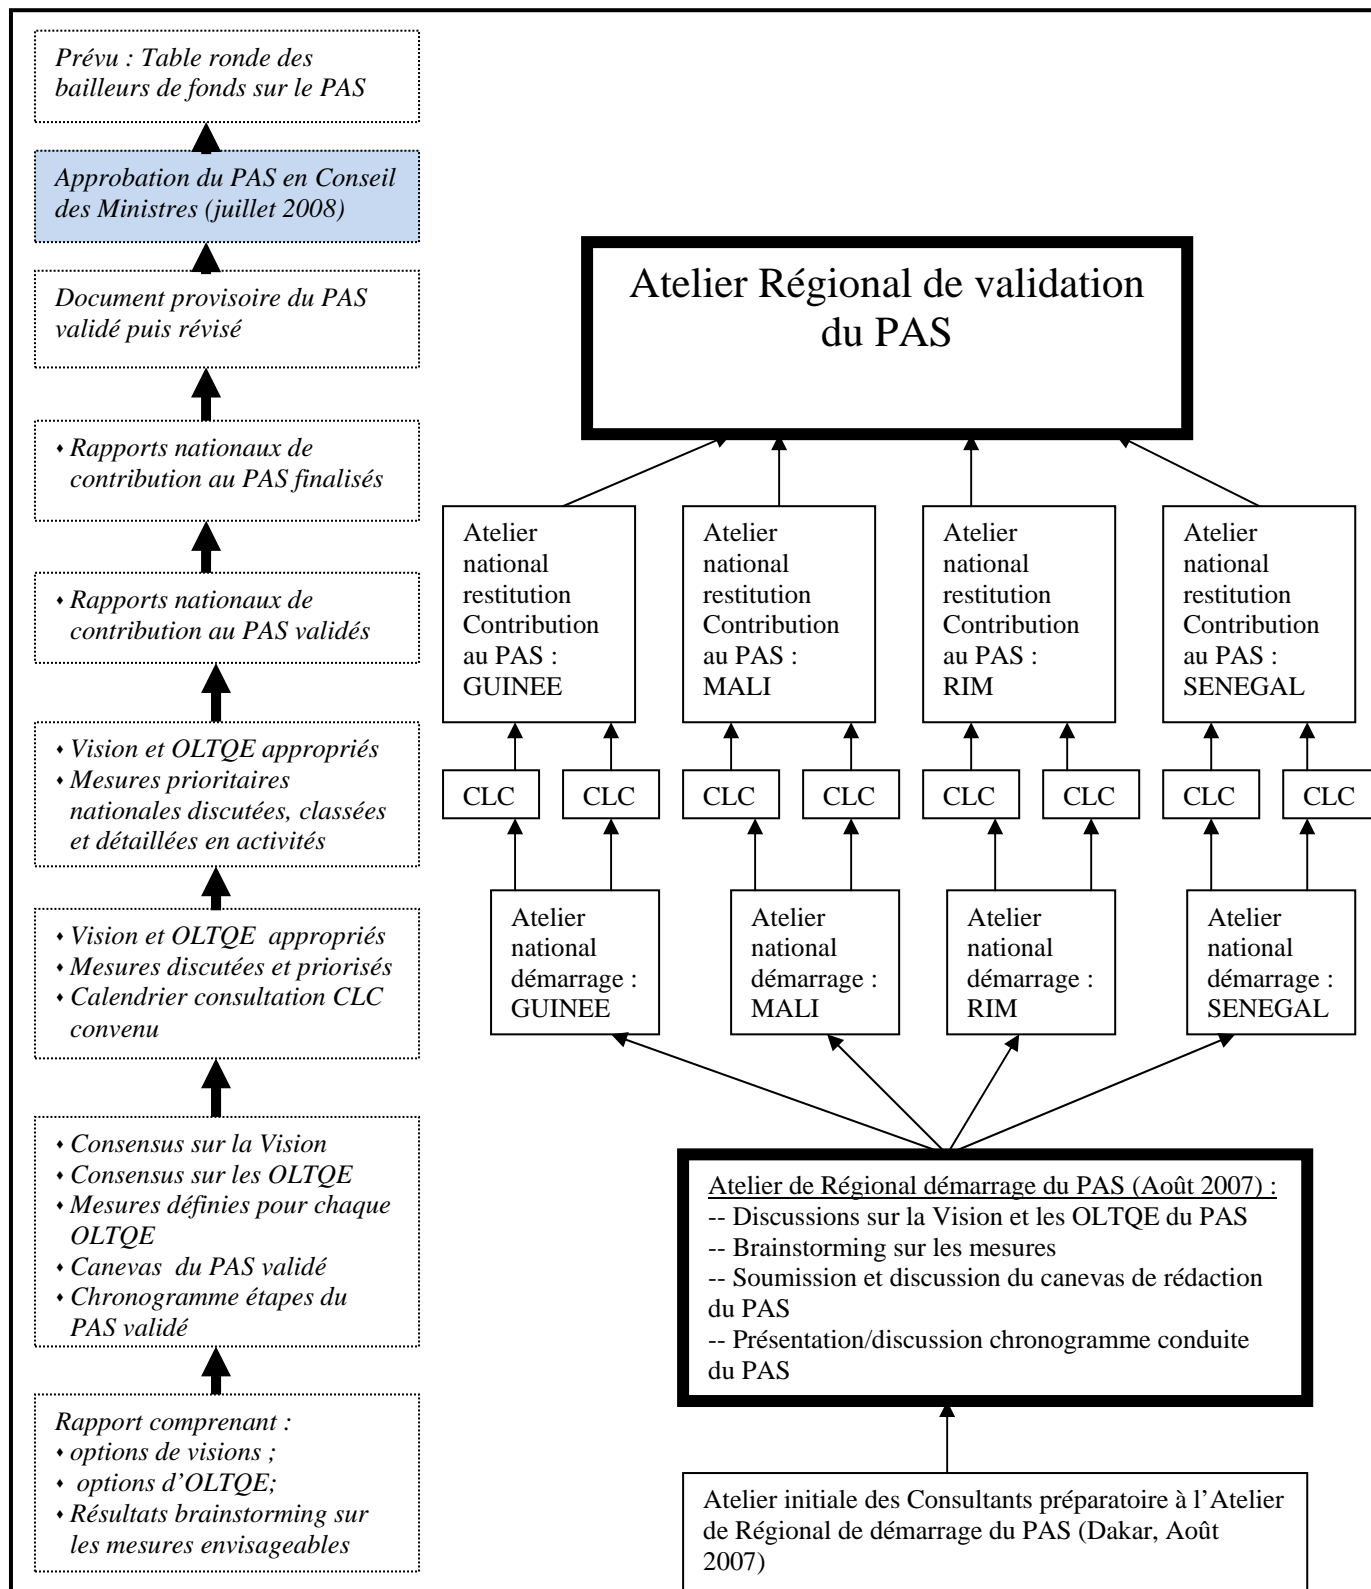 Prévu : Table ronde des
bailleurs de fonds sur le PAS
Approbation du PAS en Conseil
des Ministres (juillet 2008)
Document provisoire du PAS
validé puis révisé
⬩ Rapports nationaux de
contribution au PAS finalisés
⬩ Rapports nationaux de
contribution au PAS validés
⬩ Vision et OLTQE appropriés
⬩ Mesures prioritaires
nationales discutées, classées
et détaillées en activités
⬩ Vision et OLTQE appropriés
⬩ Mesures discutées et priorisés
⬩ Calendrier consultation CLC
convenu
⬩ Consensus sur la Vision
⬩ Consensus sur les OLTQE
⬩ Mesures définies pour chaque
OLTQE
⬩ Canevas du PAS validé
⬩ Chronogramme étapes du
PAS validé
Rapport comprenant :
⬩ options de visions ;
⬩ options d’OLTQE;
⬩ Résultats brainstorming sur
les mesures envisageables
Atelier Régional de validation
du PAS
Atelier
national
restitution
Contribution
au PAS :
GUINEE
Atelier
national
restitution
Contribution
au PAS :
MALI
Atelier
national
restitution
Contribution
au PAS :
RIM
Atelier
national
restitution
Contribution
au PAS :
SENEGAL
CLC
CLC
CLC
CLC
CLC
CLC
CLC
CLC
Atelier
national
démarrage :
GUINEE
Atelier
national
démarrage :
MALI
Atelier
national
démarrage :
RIM
Atelier
national
démarrage :
SENEGAL
Atelier de Régional démarrage du PAS (Août 2007) :
-- Discussions sur la Vision et les OLTQE du PAS
-- Brainstorming sur les mesures
-- Soumission et discussion du canevas de rédaction
du PAS
-- Présentation/discussion chronogramme conduite
du PAS
Atelier initiale des Consultants préparatoire à l’Atelier
de Régional de démarrage du PAS (Dakar, Août
2007)